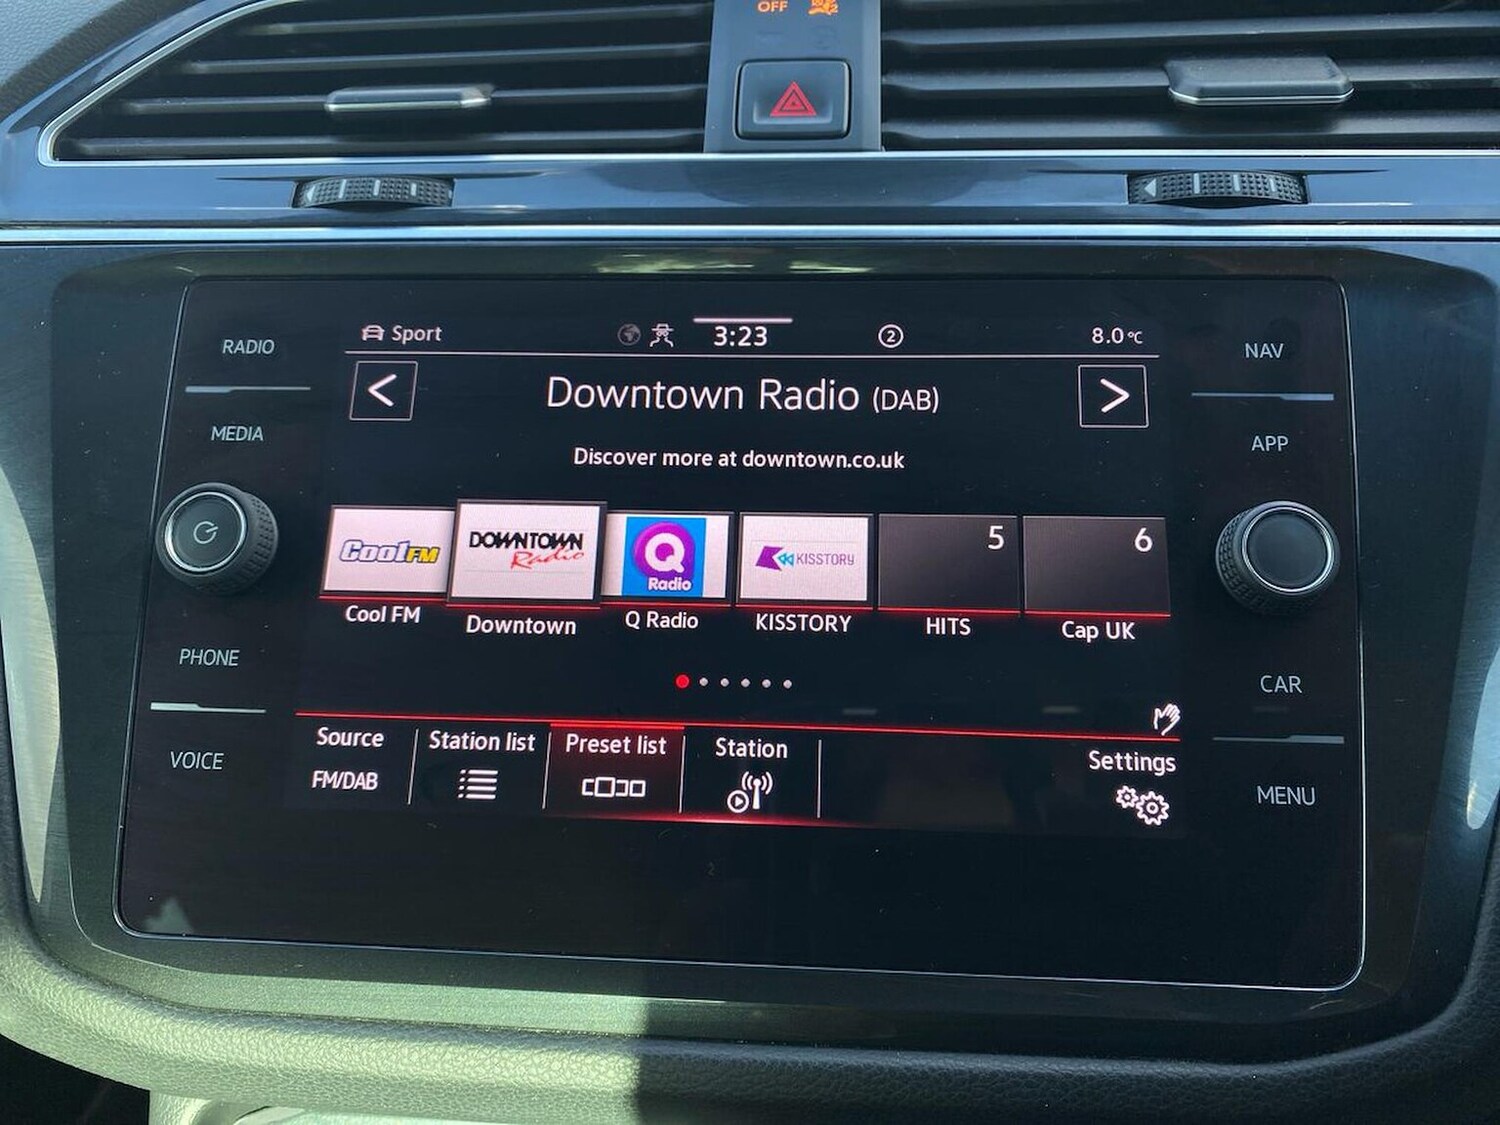 OFF
RADIO
MEDIA
PHONE
VOICE
Sport
3:23
2
8.0°C
Downtown Radio (DAB)
Discover more at downtown.co.uk
Cool FM
DOWNTOWN
Radio
Q
Radio
KISSTORY
5
6
Cool FM
Downtown
Q Radio
KISSTORY
HITS
Cap UK
Source
FM/DAB
Station list
Preset list
Station
Settings
NAV
APP
CAR
MENU